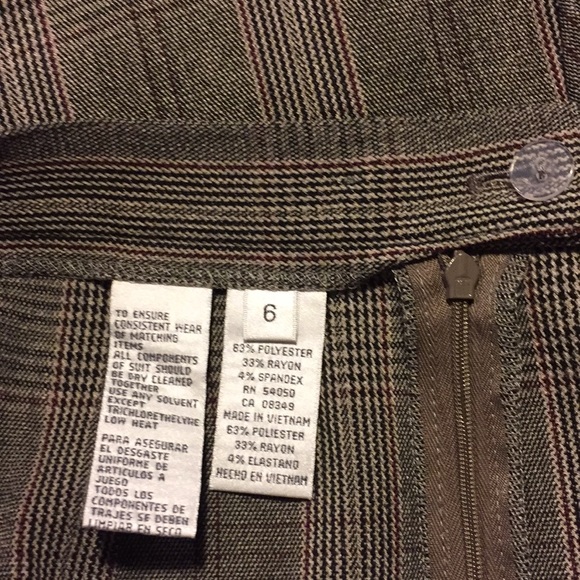 TO ENSURE
CONSISTENT WEAR
OF MATCHING
ITEMS
ALL COMPONENTS
OF SUIT SHOULD
BE DRY CLEANED
TOGETHER
USE ANY SOLVENT
EXCEPT
TRICHLORETHELYNE
LOW HEAT
PARA ASEGURAR
EL DESGASTE
UNIFORME DE
ARTICULOS A
JUEGO
TODOS LOS
COMPONENTES DE
TRAJES SE DEBEN
LIMPIAR EN SECO
6
63% POLYESTER
33% RAYON
4% SPANDEX
RN 54050
CA 08349
MADE IN VIETNAM
63% POLIESTER
33% RAYON
4% ELASTANO
HECHO EN VIETNAM